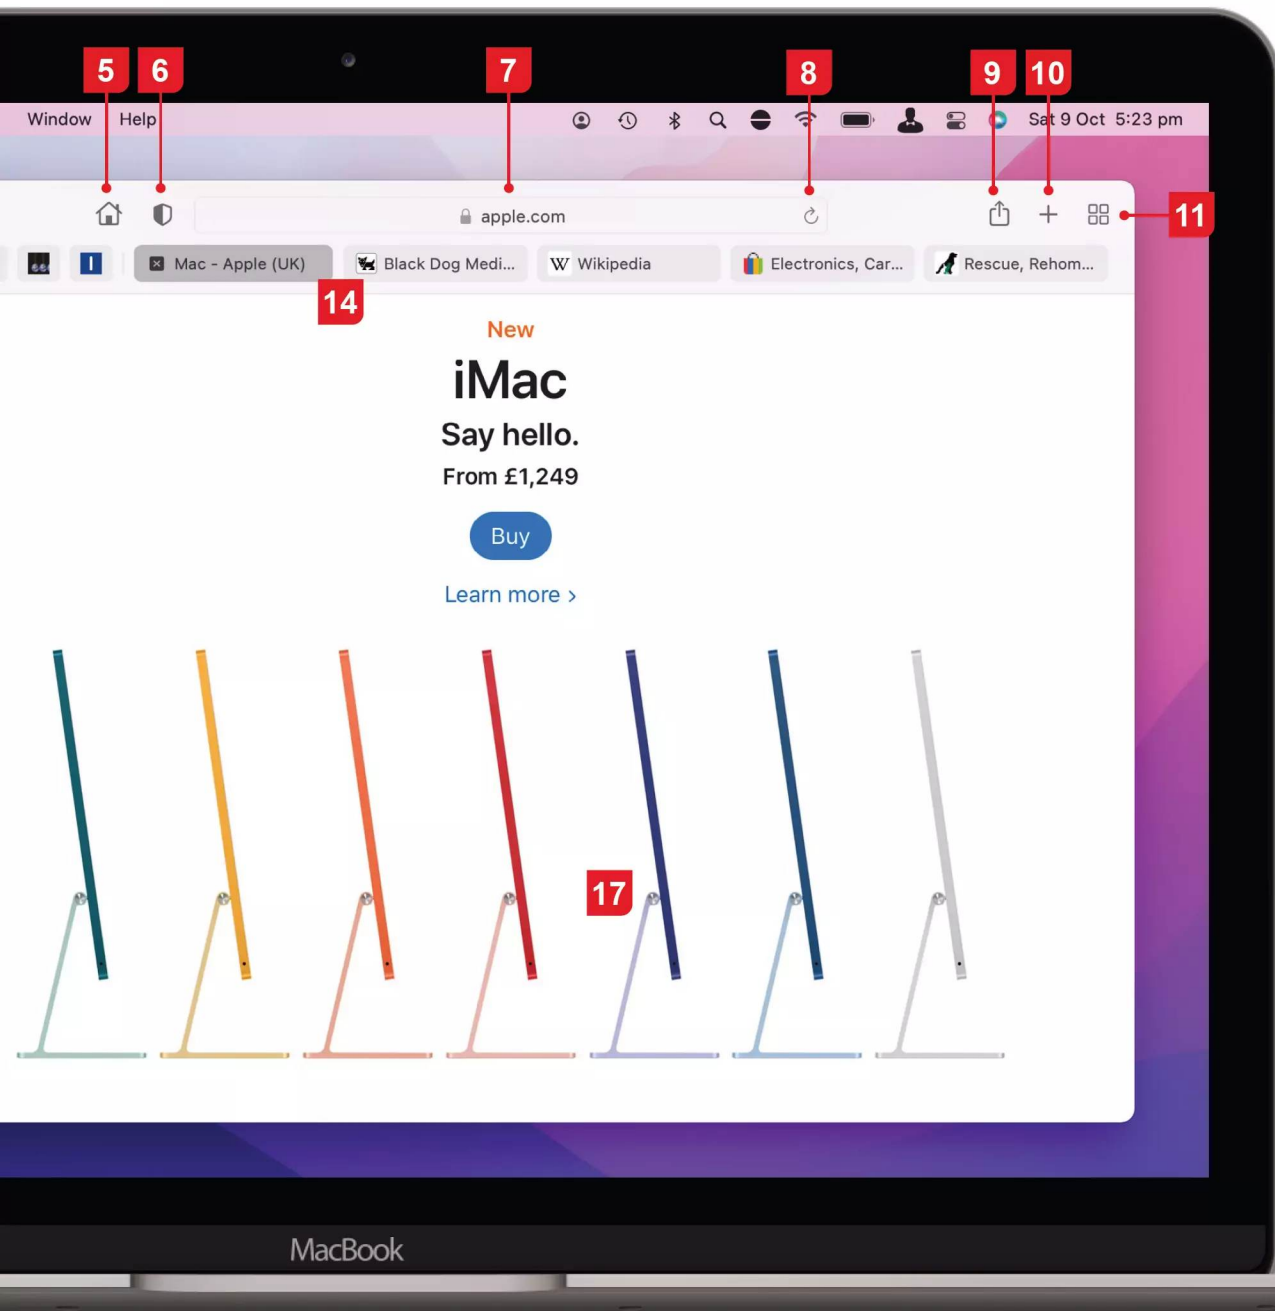 5 6 7 8 9 10
Window Help Sat 9 Oct 5:23 pm
apple.com
11
I Mac - Apple (UK) Black Dog Medi... W Wikipedia Electronics, Car... Rescue, Rehom...
14
New
iMac
Say hello.
From £1,249
Buy
Learn more >
17
MacBook